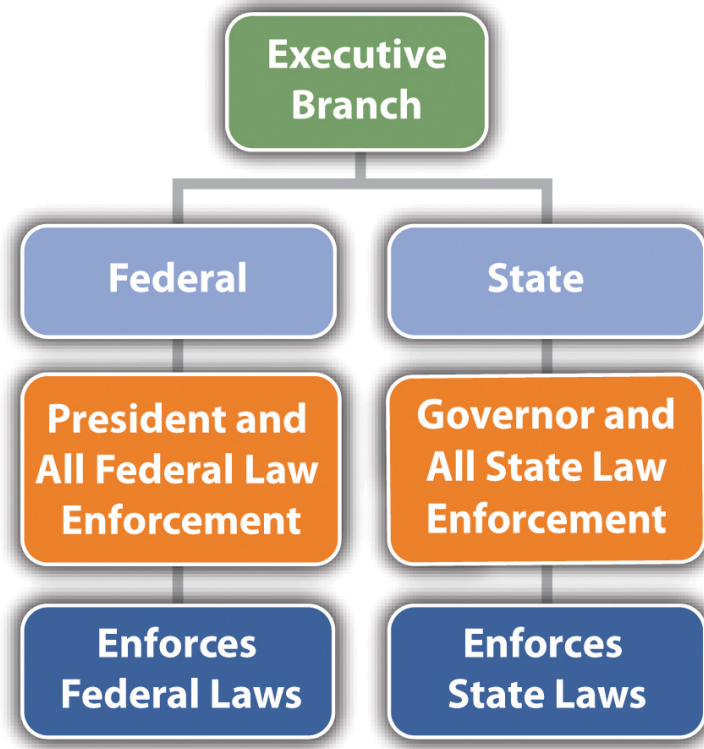 Executive
Branch
Federal
State
President and
All Federal Law
Enforcement
Governor and
All State Law
Enforcement
Enforces
Federal Laws
Enforces
State Laws